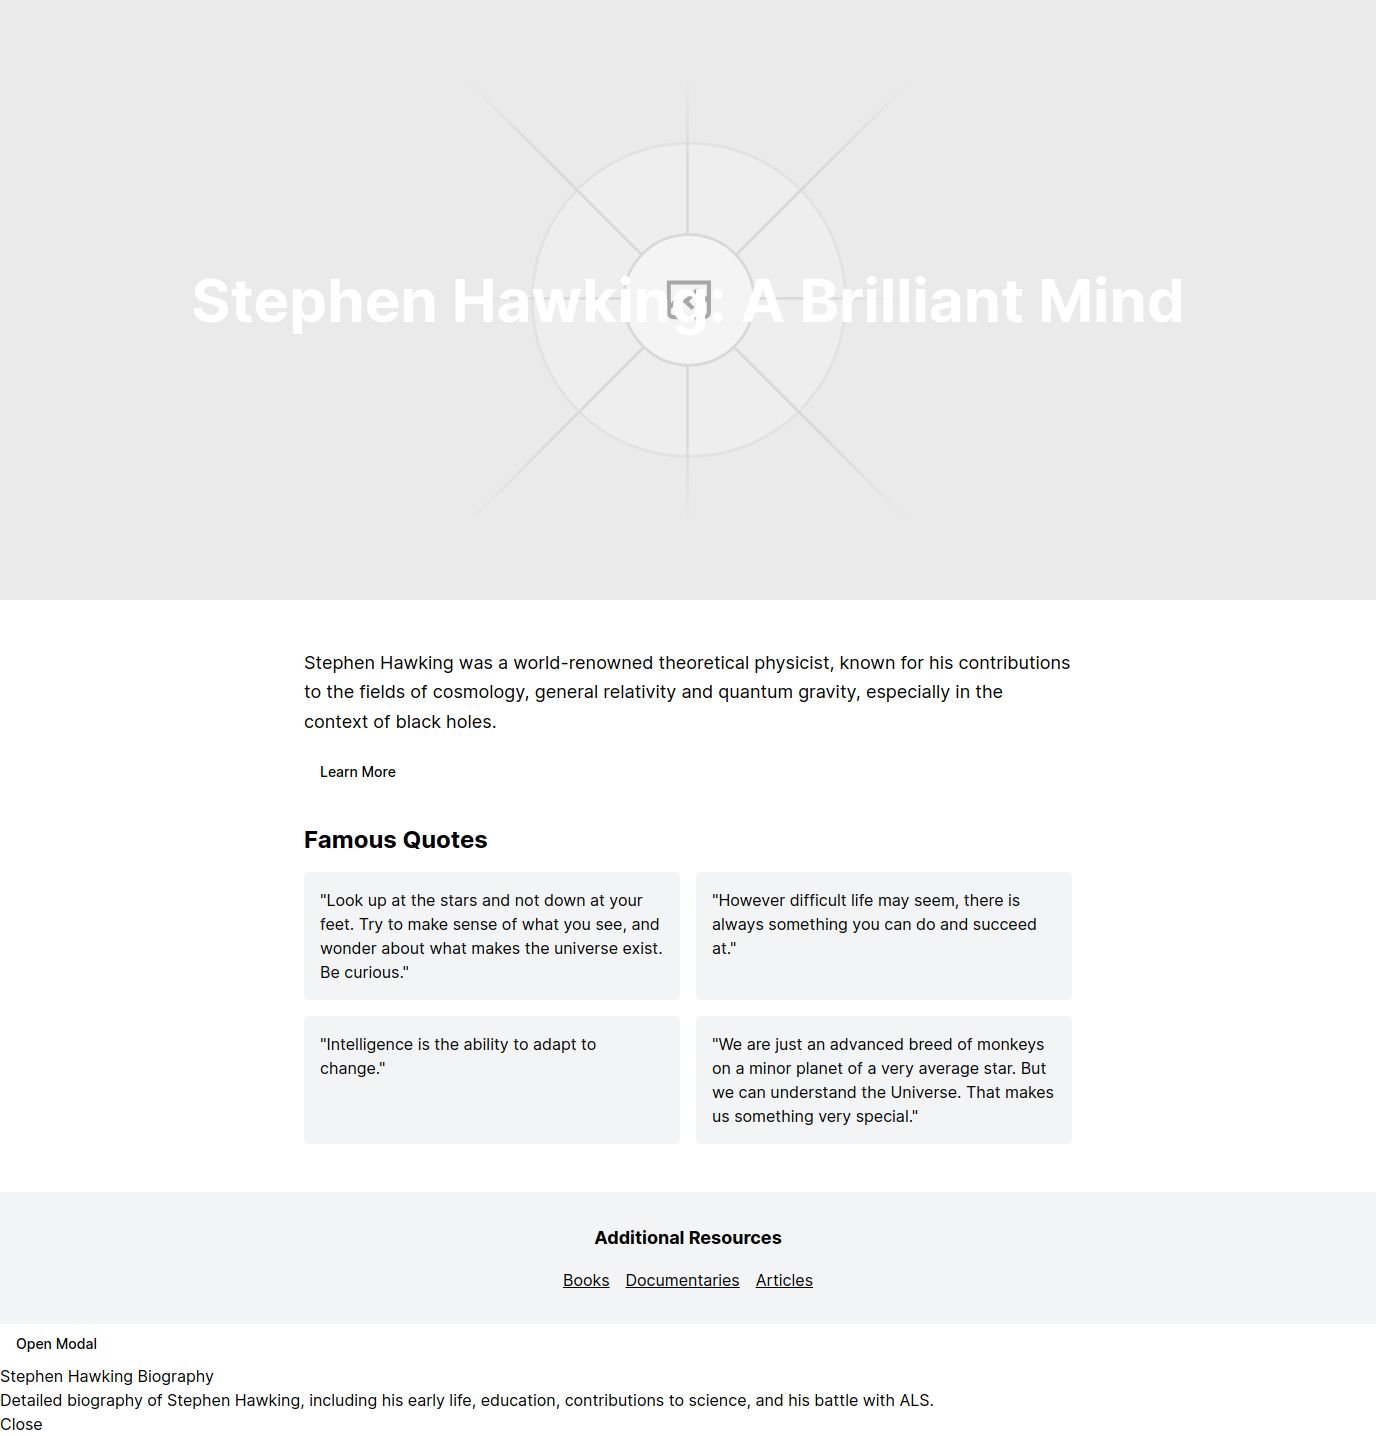 Stephen Hawking: A Brilliant Mind
Stephen Hawking was a world-renowned theoretical physicist, known for his contributions
to the fields of cosmology, general relativity and quantum gravity, especially in the
context of black holes.
Learn More
Famous Quotes
"Look up at the stars and not down at your
feet. Try to make sense of what you see, and
wonder about what makes the universe exist.
Be curious."
"However difficult life may seem, there is
always something you can do and succeed
at."
"Intelligence is the ability to adapt to
change."
"We are just an advanced breed of monkeys
on a minor planet of a very average star. But
we can understand the Universe. That makes
us something very special."
Additional Resources
Books Documentaries Articles
Open Modal
Stephen Hawking Biography
Detailed biography of Stephen Hawking, including his early life, education, contributions to science, and his battle with ALS.
Close